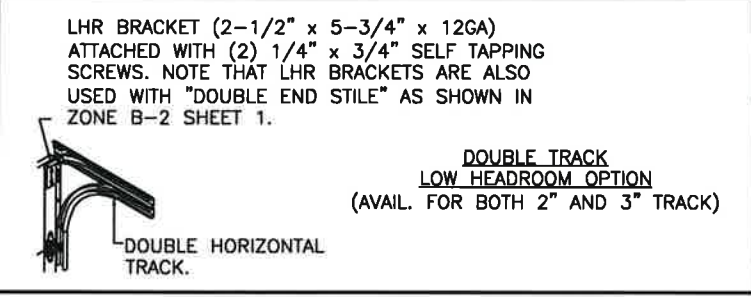 LHR BRACKET (2-1/2" x 5-3/4" x 12GA)
ATTACHED WITH (2) 1/4" x 3/4" SELF TAPPING
SCREWS. NOTE THAT LHR BRACKETS ARE ALSO
USED WITH "DOUBLE END STILE" AS SHOWN IN
ZONE B-2 SHEET 1.
DOUBLE TRACK
LOW HEADROOM OPTION
(AVAIL. FOR BOTH 2" AND 3" TRACK)
DOUBLE HORIZONTAL
TRACK.